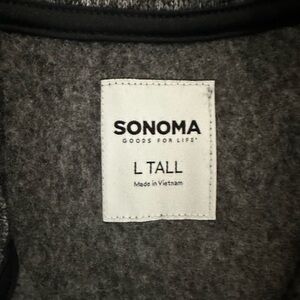 SONOMA
GOODS FOR LIFE®
L TALL
Made in Vietnam